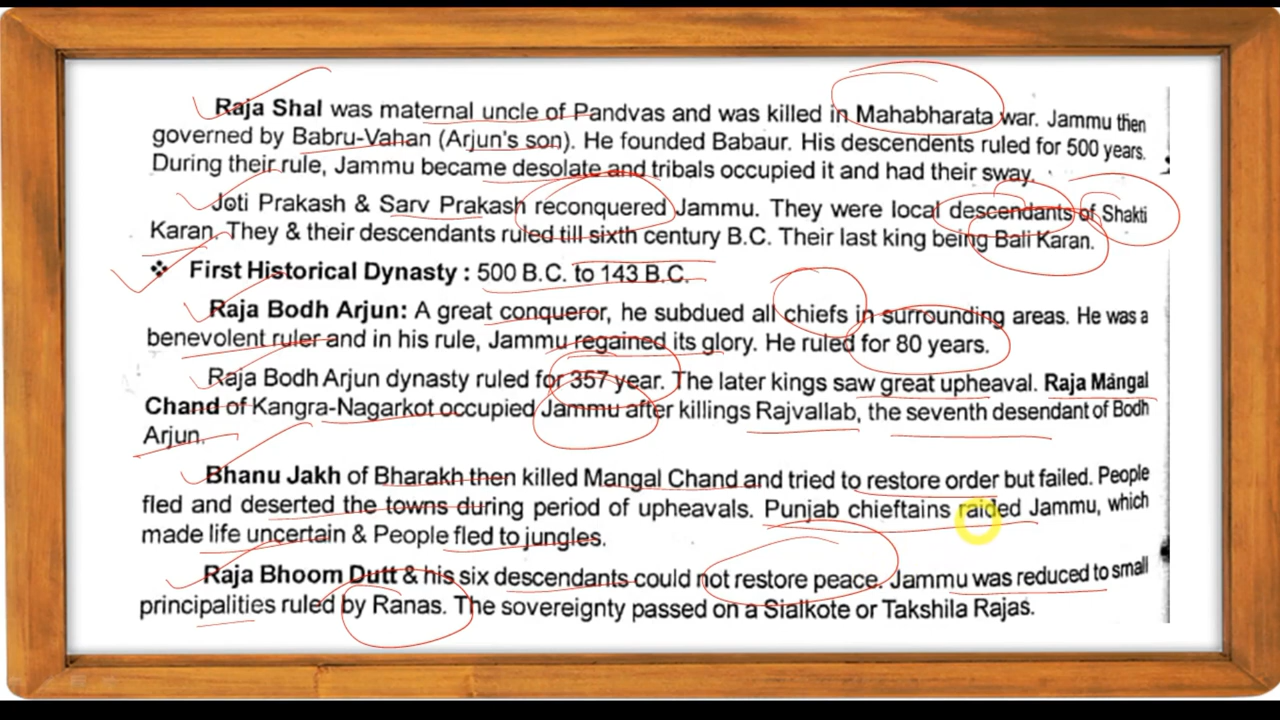 Raja Shal was maternal uncle of Pandvas and was killed in Mahabharata war. Jammu then
governed by Babru-Vahan (Arjun's son). He founded Babaur. His descendents ruled for 500 years.
During their rule, Jammu became desolate and tribals occupied it and had their sway.
Joti Prakash & Sarv Prakash reconquered Jammu. They were local descendants of Shakti
Karan. They & their descendants ruled till sixth century B.C. Their last king being Bali Karan.
❖ First Historical Dynasty : 500 B.C. to 143 B.C.
Raja Bodh Arjun: A great conqueror, he subdued all chiefs in surrounding areas. He was a
benevolent ruler and in his rule, Jammu regained its glory. He ruled for 80 years.
Raja Bodh Arjun dynasty ruled for 357 year. The later kings saw great upheaval. Raja Mangal
Chand of Kangra-Nagarkot occupied Jammu after killings Rajvallab, the seventh desendant of Bodh
Arjun.
Bhanu Jakh of Bharakh then killed Mangal Chand and tried to restore order but failed. People
fled and deserted the towns during period of upheavals. Punjab chieftains raided Jammu, which
made life uncertain & People fled to jungles.
Raja Bhoom Dutt & his six descendants could not restore peace. Jammu was reduced to small
principalities ruled by Ranas. The sovereignty passed on a Sialkote or Takshila Rajas.